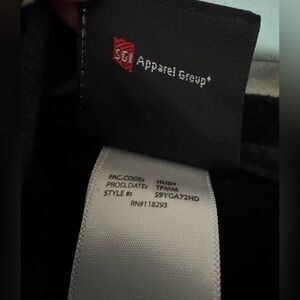 SGI Apparel Group+
FAC.CODE: HUSH
PROD.DATE: TPMM
STYLE #: S9YGA72HD
RN#118293